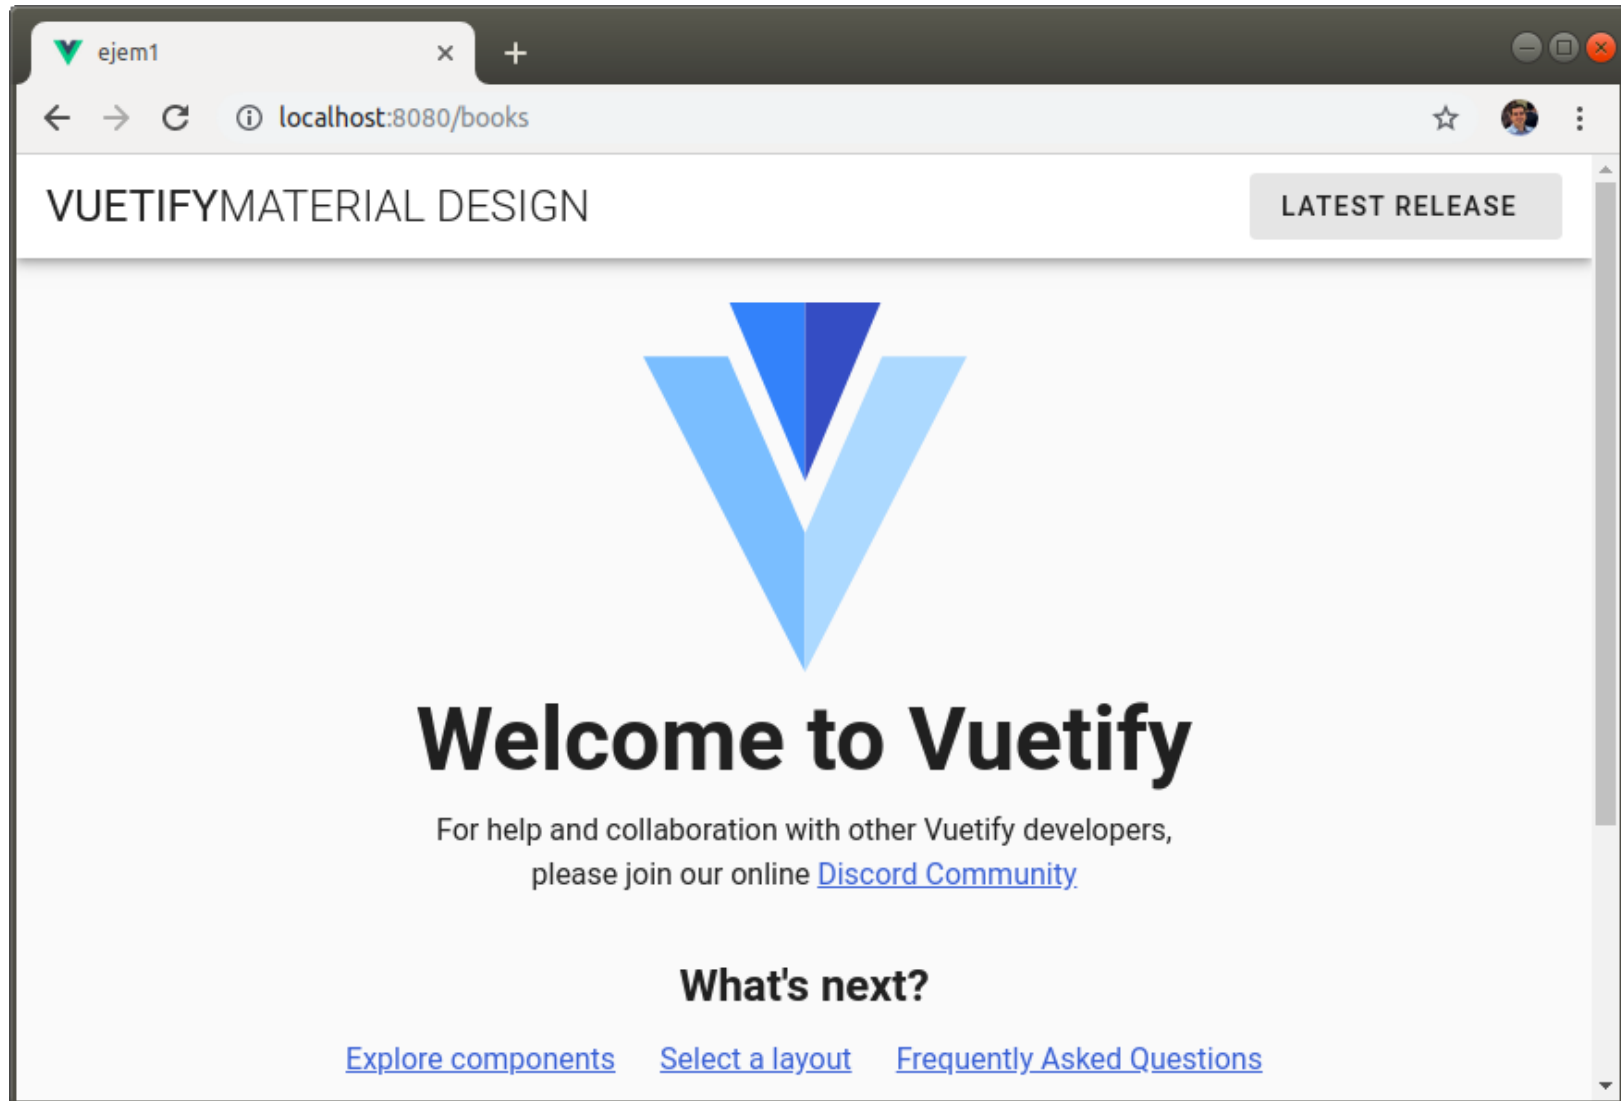 ejem1
localhost:8080/books
VUETIFYMATERIAL DESIGN
LATEST RELEASE
Welcome to Vuetify
For help and collaboration with other Vuetify developers,
please join our online Discord Community
What's next?
Explore components Select a layout Frequently Asked Questions